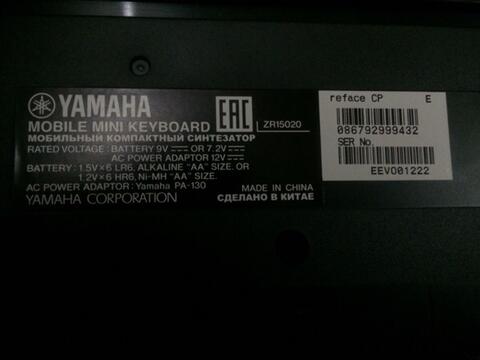 YAMAHA
EAC
ZR15020
MOBILE MINI KEYBOARD
МОБИЛЬНЫЙ КОМПАКТНЫЙ СИНТЕЗАТОР
RATED VOLTAGE: BATTERY 9V ⎓ OR 7.2V ⎓
AC POWER ADAPTOR 12V ⎓
BATTERY: 1.5V×6 LR6, ALKALINE "AA" SIZE. OR
1.2V×6 HR6, Ni-MH "AA" SIZE.
AC POWER ADAPTOR: Yamaha PA-130
MADE IN CHINA
YAMAHA CORPORATION
СДЕЛАНО В КИТАЕ
reface CP E
086792999432
SER No.
EEVO01222